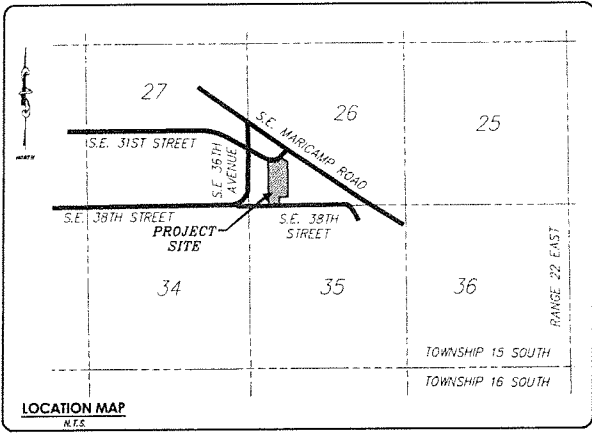 27
26
25
S.E. MARICAMP ROAD
S.E. 31ST STREET
S.E 36TH
AVENUE
NORTH
S.E. 38TH STREET
S.E. 38TH
STREET
PROJECT
SITE
34
35
36
RANGE 22 EAST
TOWNSHIP 15 SOUTH
TOWNSHIP 16 SOUTH
LOCATION MAP
N.T.S.